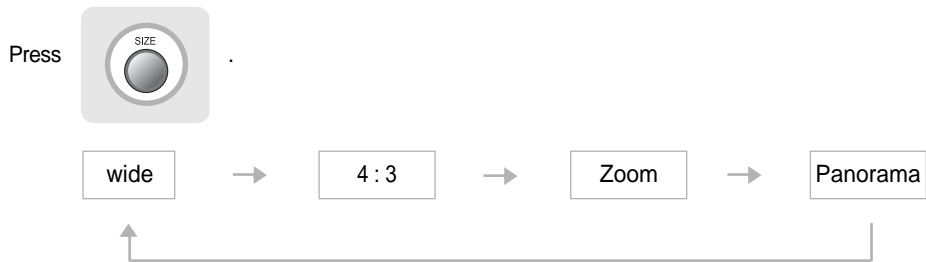 SIZE
Press .
wide → 4 : 3 → Zoom → Panorama